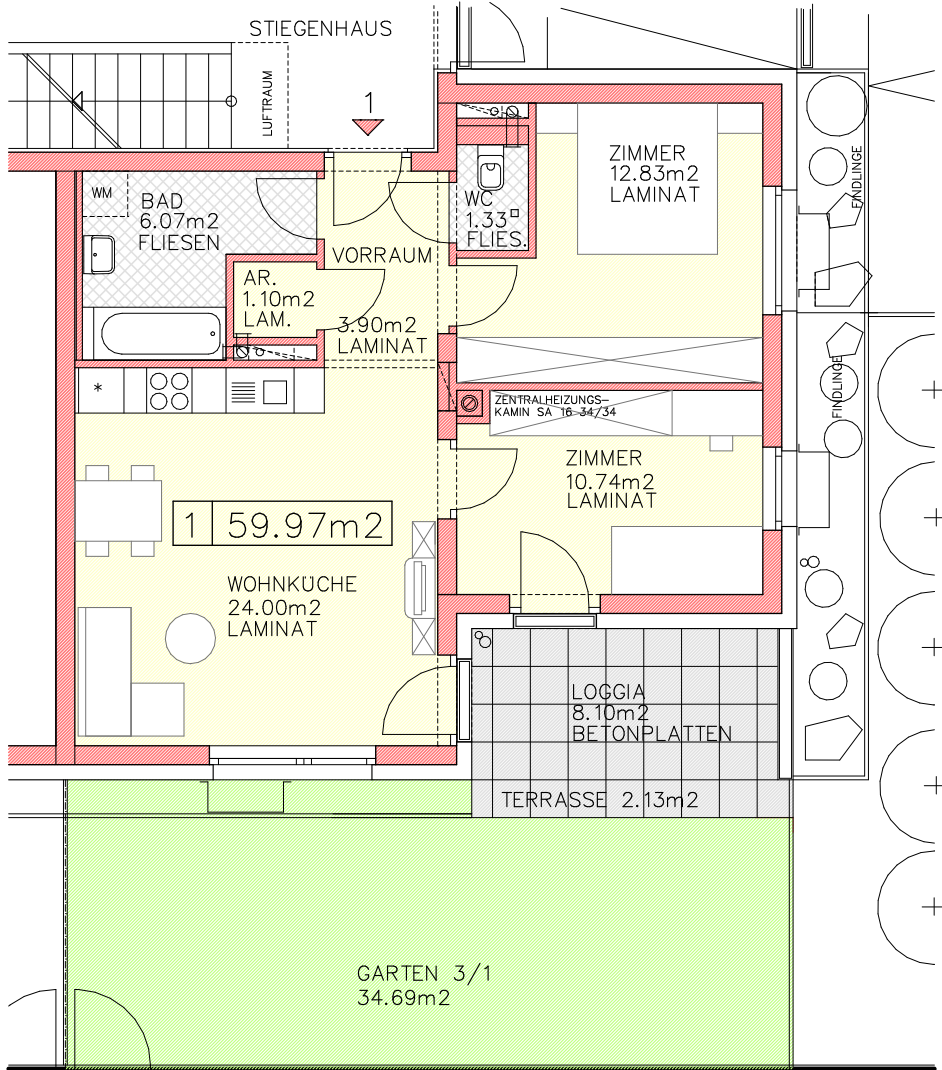 STIEGENHAUS
LUFTRAUM
1
WM
BAD
6.07m2
FLIESEN
WC
1.33
FLIES.
ZIMMER
12.83m2
LAMINAT
FINDLINGE
VORRAUM
3.90m2
LAMINAT
AR.
1.10m2
LAM.
*
ZENTRALHEIZUNGS-
KAMIN SA 16 34/34
FINDLINGE
ZIMMER
10.74m2
LAMINAT
1 59.97m2
WOHNKÜCHE
24.00m2
LAMINAT
LOGGIA
8.10m2
BETONPLATTEN
TERRASSE 2.13m2
GARTEN 3/1
34.69m2